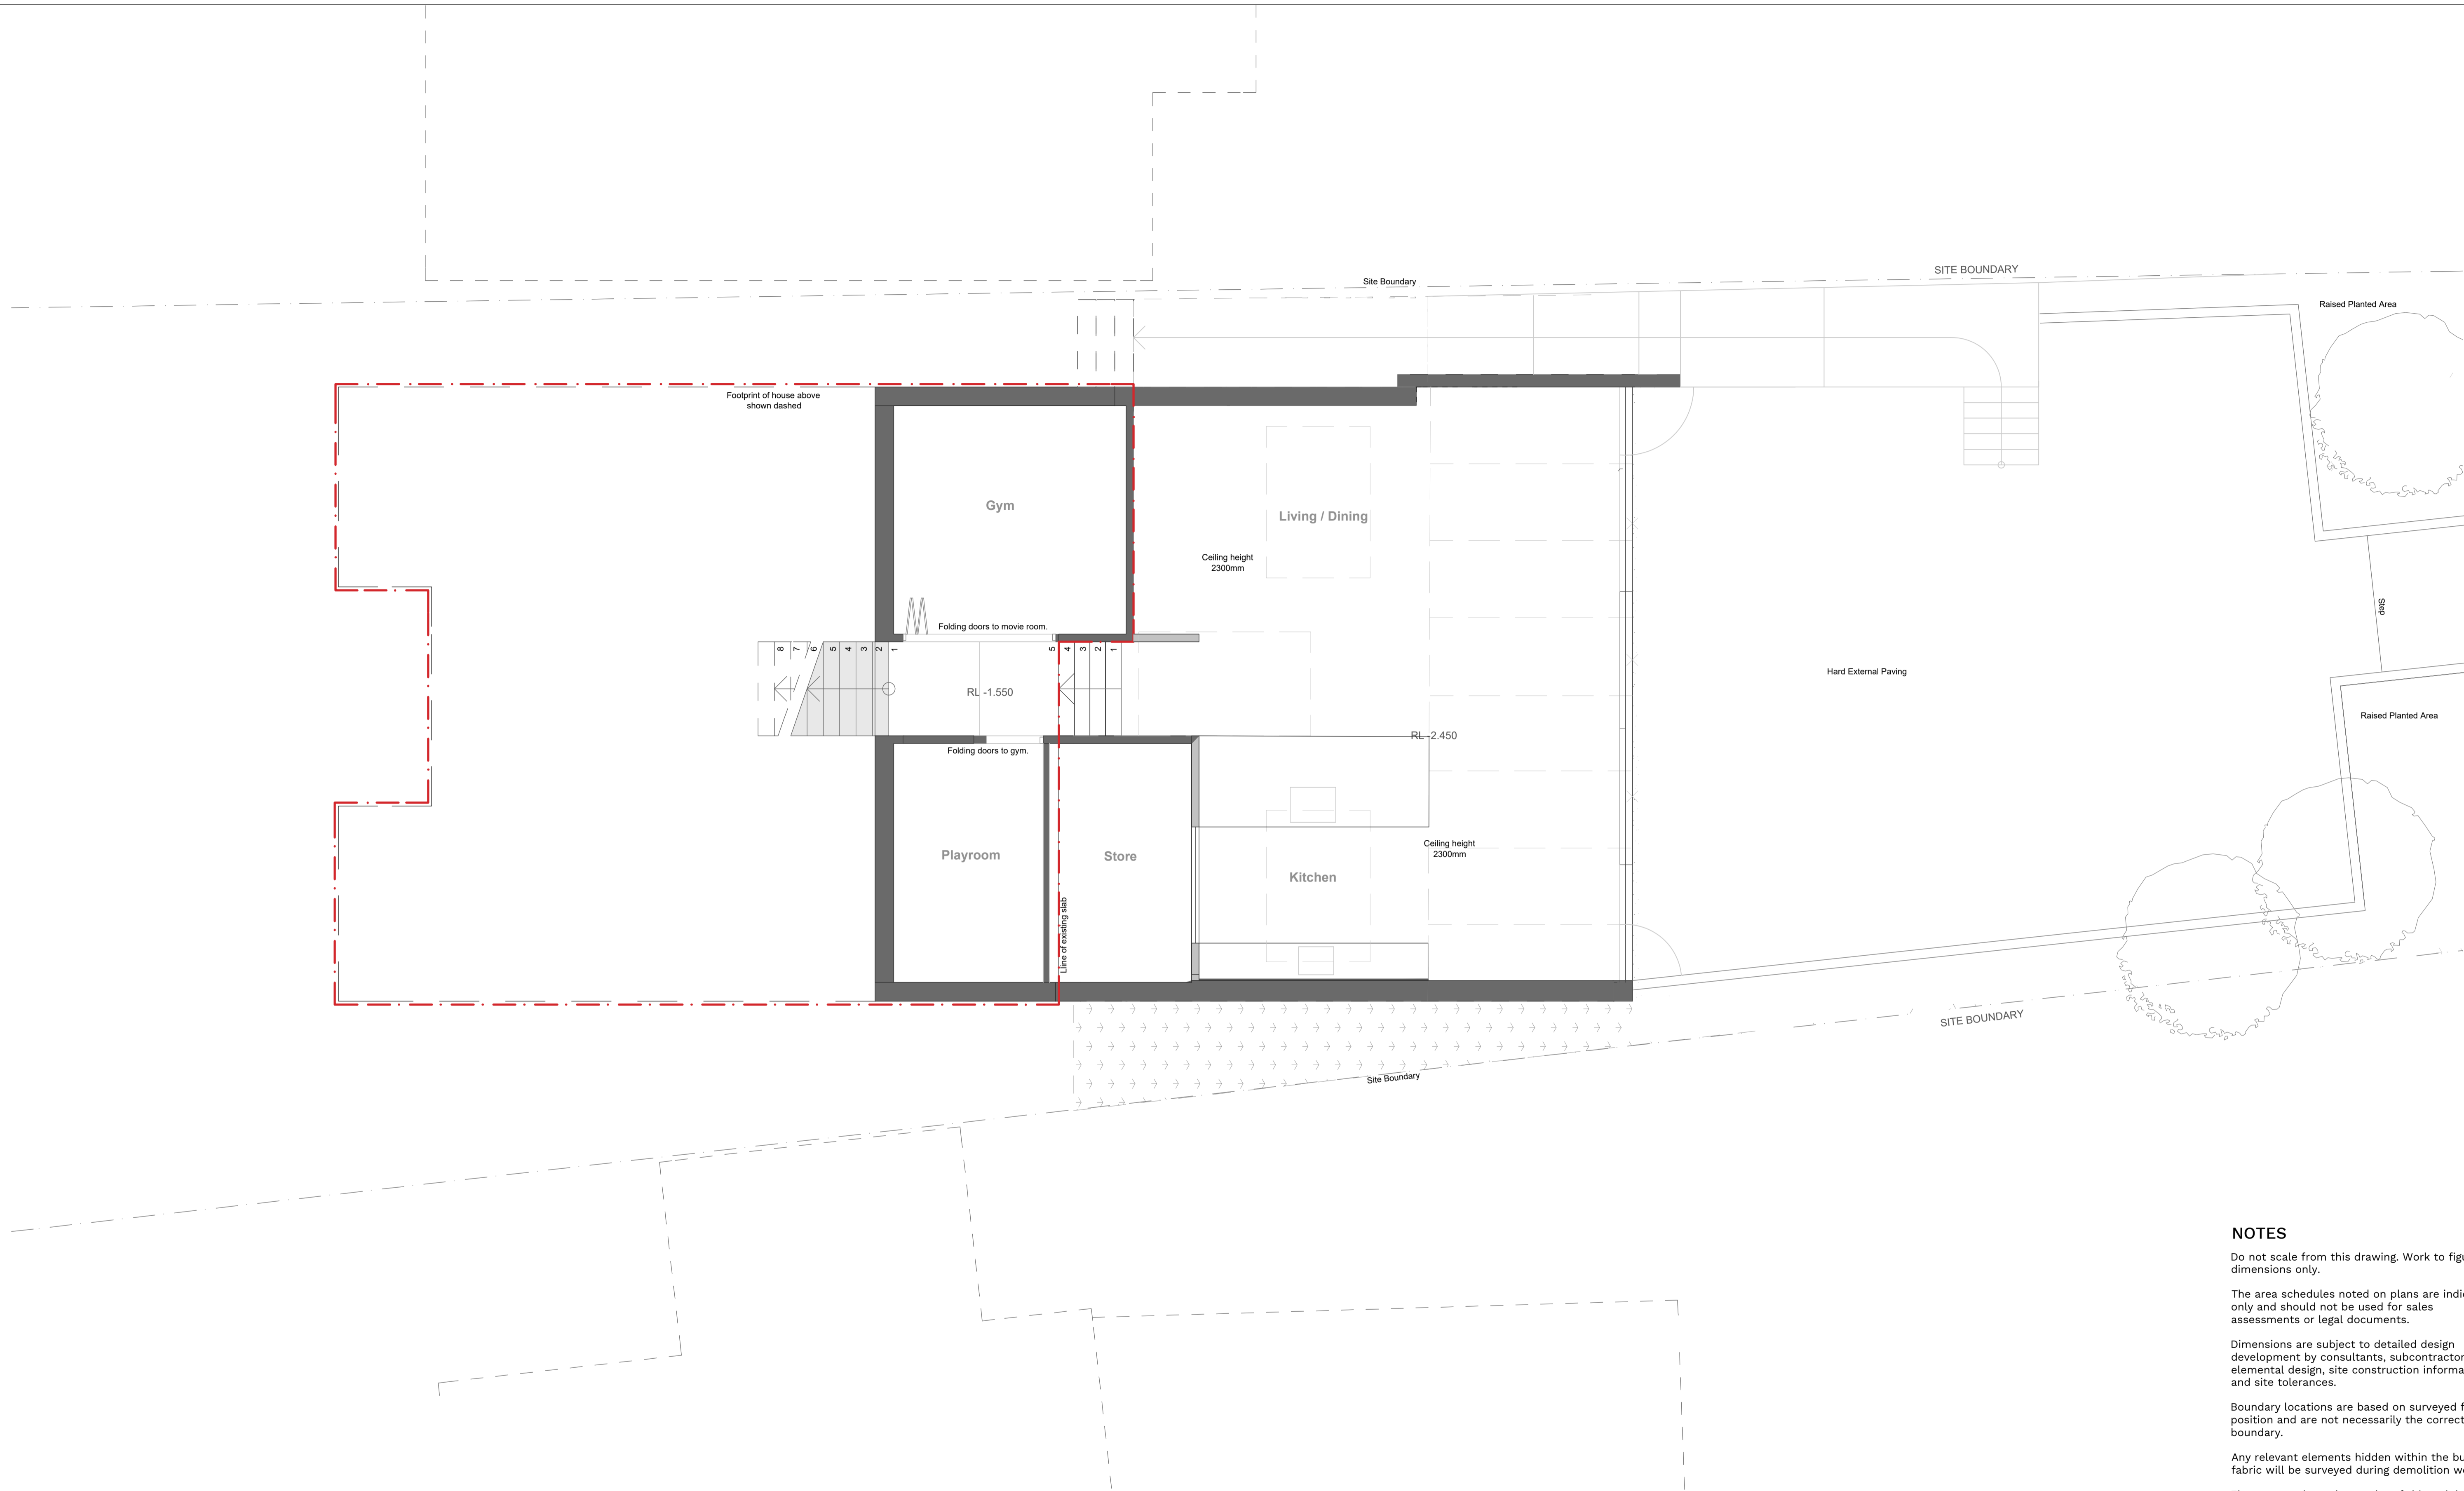 SITE BOUNDARY
Site Boundary
Raised Planted Area
Footprint of house above
shown dashed
Gym
Living / Dining
Ceiling height
2300mm
Step
Folding doors to movie room.
8 7 6 5 4 3 2 1
5 4 3 2 1
RL -1.550
Hard External Paving
Raised Planted Area
RL -2.450
Folding doors to gym.
Playroom
Store
Ceiling height
2300mm
Kitchen
Lline of existing slab
SITE BOUNDARY
Site Boundary
NOTES
Do not scale from this drawing. Work to
dimensions only.
The area schedules noted on plans are
only and should not be used for sales
assessments or legal documents.
Dimensions are subject to detailed design
development by consultants,
elemental design, site construction
and site tolerances.
Boundary locations are based on surveyed
position and are not necessarily the correct
boundary.
Any relevant elements hidden within the
fabric will be surveyed during demolition